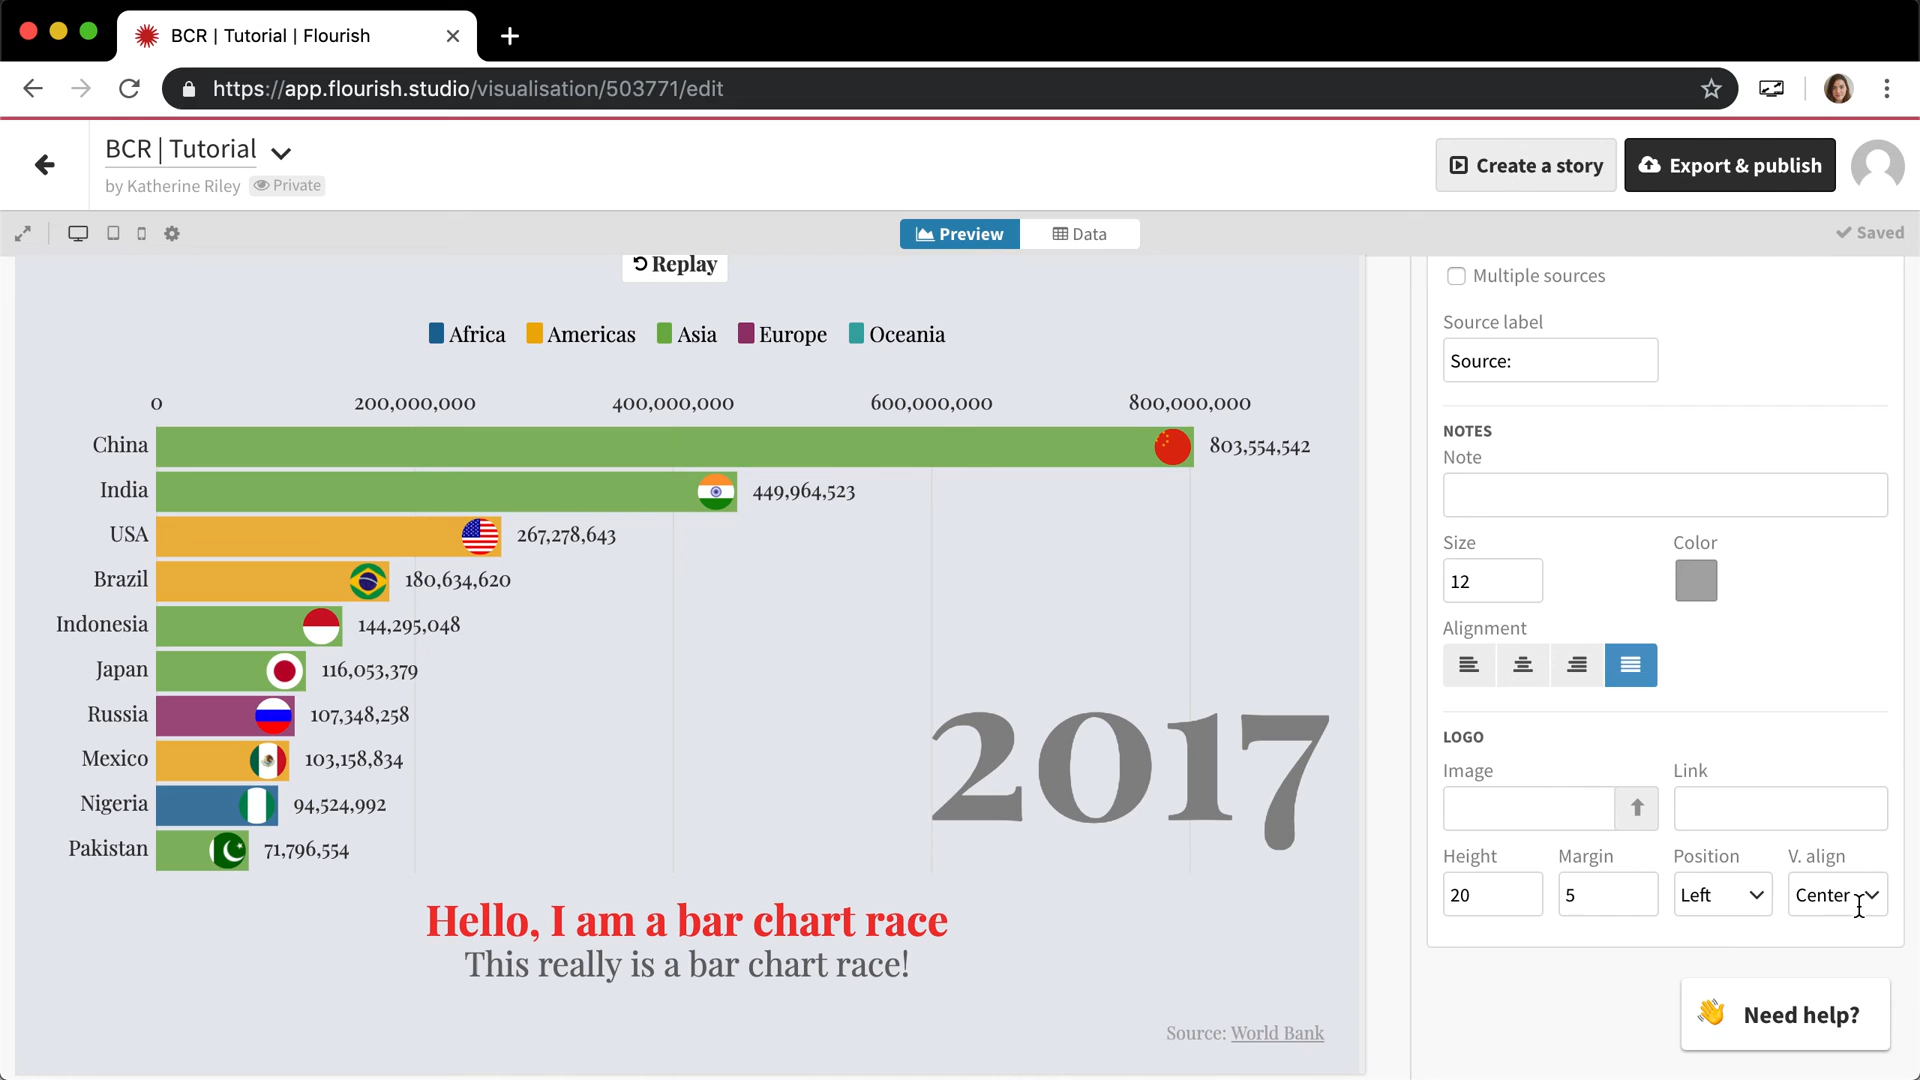 BCR | Tutorial | Flourish
https://app.flourish.studio/visualisation/503771/edit
BCR | Tutorial
by Katherine Riley Private
Create a story
Export & publish
Preview
Data
Saved
Replay
Africa Americas Asia Europe Oceania
0 200,000,000 400,000,000 600,000,000 800,000,000
China 803,554,542
India 449,964,523
USA 267,278,643
Brazil 180,634,620
Indonesia 144,295,048
Japan 116,053,379
Russia 107,348,258
Mexico 103,158,834
Nigeria 94,524,992
Pakistan 71,796,554
2017
Hello, I am a bar chart race
This really is a bar chart race!
Source: World Bank
Multiple sources
Source label
Source:
NOTES
Note
Size Color
12
Alignment
LOGO
Image Link
Height Margin Position V. align
20 5 Left Center
Need help?